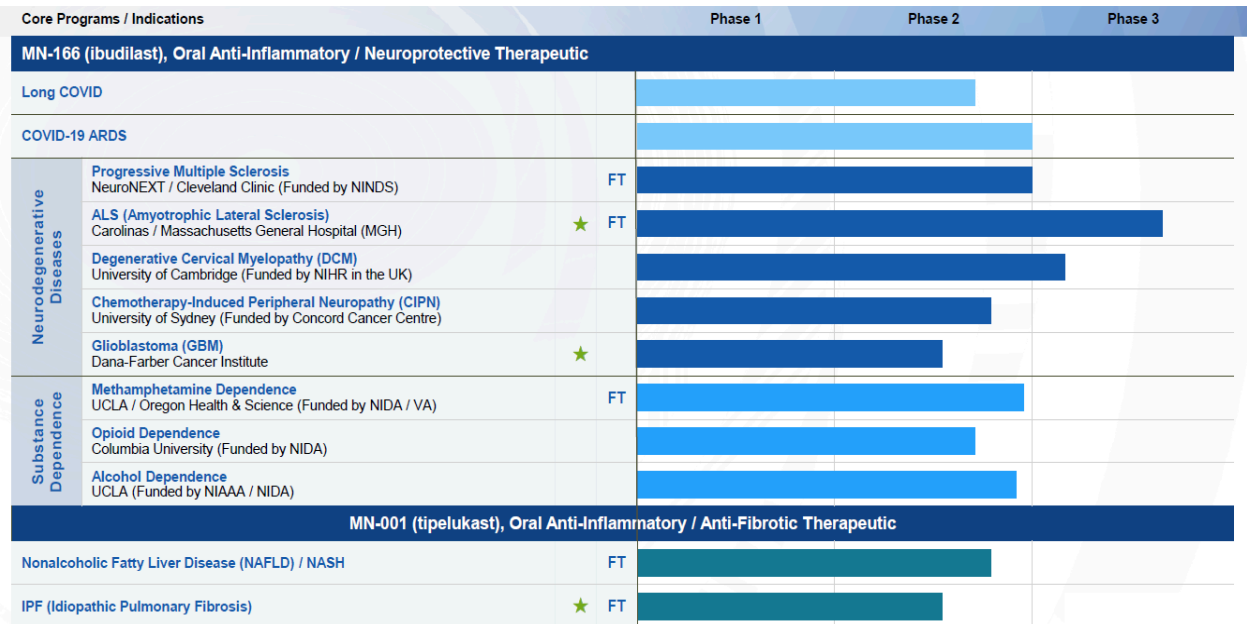 Core Programs / Indications Phase 1 Phase 2 Phase 3
MN-166 (ibudilast), Oral Anti-Inflammatory / Neuroprotective Therapeutic
Long COVID
COVID-19 ARDS
Neurodegenerative
Diseases
Progressive Multiple Sclerosis
NeuroNEXT / Cleveland Clinic (Funded by NINDS)
FT
ALS (Amyotrophic Lateral Sclerosis)
Carolinas / Massachusetts General Hospital (MGH)
★ FT
Degenerative Cervical Myelopathy (DCM)
University of Cambridge (Funded by NIHR in the UK)
Chemotherapy-Induced Peripheral Neuropathy (CIPN)
University of Sydney (Funded by Concord Cancer Centre)
Glioblastoma (GBM)
Dana-Farber Cancer Institute
★
Substance
Dependence
Methamphetamine Dependence
UCLA / Oregon Health & Science (Funded by NIDA / VA)
FT
Opioid Dependence
Columbia University (Funded by NIDA)
Alcohol Dependence
UCLA (Funded by NIAAA / NIDA)
MN-001 (tipelukast), Oral Anti-Inflammatory / Anti-Fibrotic Therapeutic
Nonalcoholic Fatty Liver Disease (NAFLD) / NASH FT
IPF (Idiopathic Pulmonary Fibrosis) ★ FT